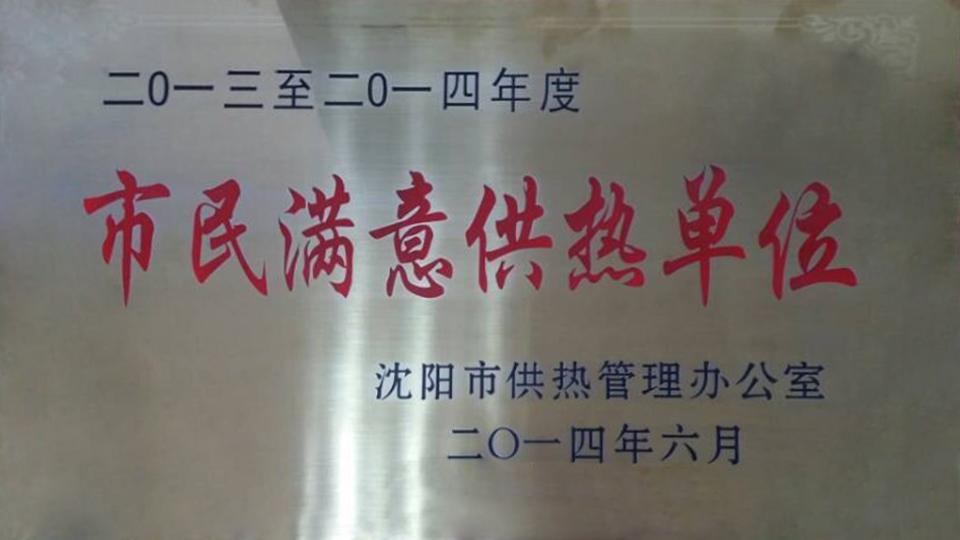 二0一三至二0一四年度
市民满意供热单位
沈阳市供热管理办公室
二〇一四年六月